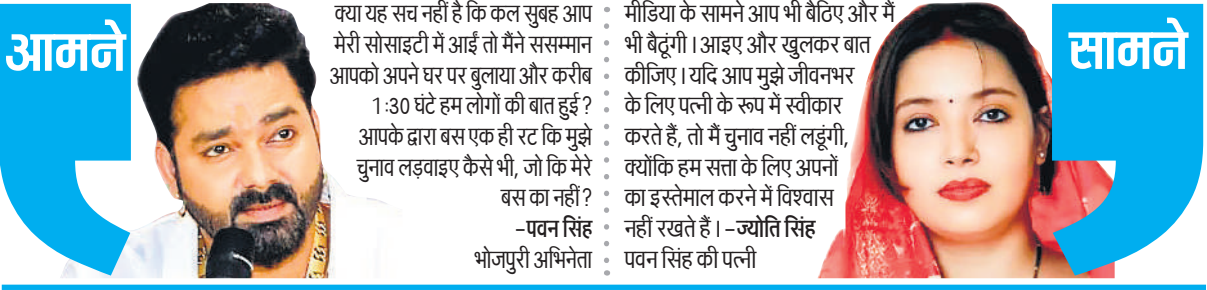 आमने
क्या यह सच नहीं है कि कल सुबह आप
मेरी सोसाइटी में आईं तो मैंने ससम्मान
आपको अपने घर पर बुलाया और करीब
1:30 घंटे हम लोगों की बात हुई?
आपके द्वारा बस एक ही रट कि मुझे
चुनाव लड़वाइए कैसे भी, जो कि मेरे
बस का नहीं?
-पवन सिंह
भोजपुरी अभिनेता
मीडिया के सामने आप भी बैठिए और मैं
भी बैठूंगी। आइए और खुलकर बात
कीजिए। यदि आप मुझे जीवनभर
के लिए पत्नी के रूप में स्वीकार
करते हैं, तो मैं चुनाव नहीं लडूंगी,
क्योंकि हम सत्ता के लिए अपनों
का इस्तेमाल करने में विश्वास
नहीं रखते हैं। -ज्योति सिंह
पवन सिंह की पत्नी
सामने